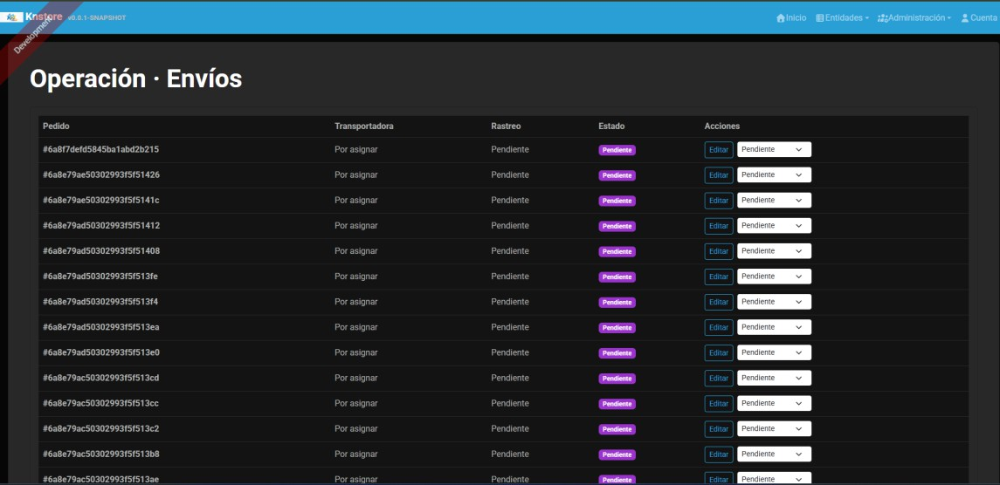 Knstore v0.0.1-SNAPSHOT Inicio Entidades Administración Cuenta
Development
Operación · Envíos
Pedido Transportadora Rastreo Estado Acciones
#6a8f7defd5845ba1abd2b215 Por asignar Pendiente Pendiente Editar Pendiente
#6a8e79ae50302993f5f51426 Por asignar Pendiente Pendiente Editar Pendiente
#6a8e79ae50302993f5f5141c Por asignar Pendiente Pendiente Editar Pendiente
#6a8e79ad50302993f5f51412 Por asignar Pendiente Pendiente Editar Pendiente
#6a8e79ad50302993f5f51408 Por asignar Pendiente Pendiente Editar Pendiente
#6a8e79ad50302993f5f513fe Por asignar Pendiente Pendiente Editar Pendiente
#6a8e79ad50302993f5f513f4 Por asignar Pendiente Pendiente Editar Pendiente
#6a8e79ad50302993f5f513ea Por asignar Pendiente Pendiente Editar Pendiente
#6a8e79ad50302993f5f513e0 Por asignar Pendiente Pendiente Editar Pendiente
#6a8e79ac50302993f5f513cd Por asignar Pendiente Pendiente Editar Pendiente
#6a8e79ac50302993f5f513cc Por asignar Pendiente Pendiente Editar Pendiente
#6a8e79ac50302993f5f513c2 Por asignar Pendiente Pendiente Editar Pendiente
#6a8e79ac50302993f5f513b8 Por asignar Pendiente Pendiente Editar Pendiente
#6a8e79ac50302993f5f513ae Por asignar Pendiente Pendiente Editar Pendiente